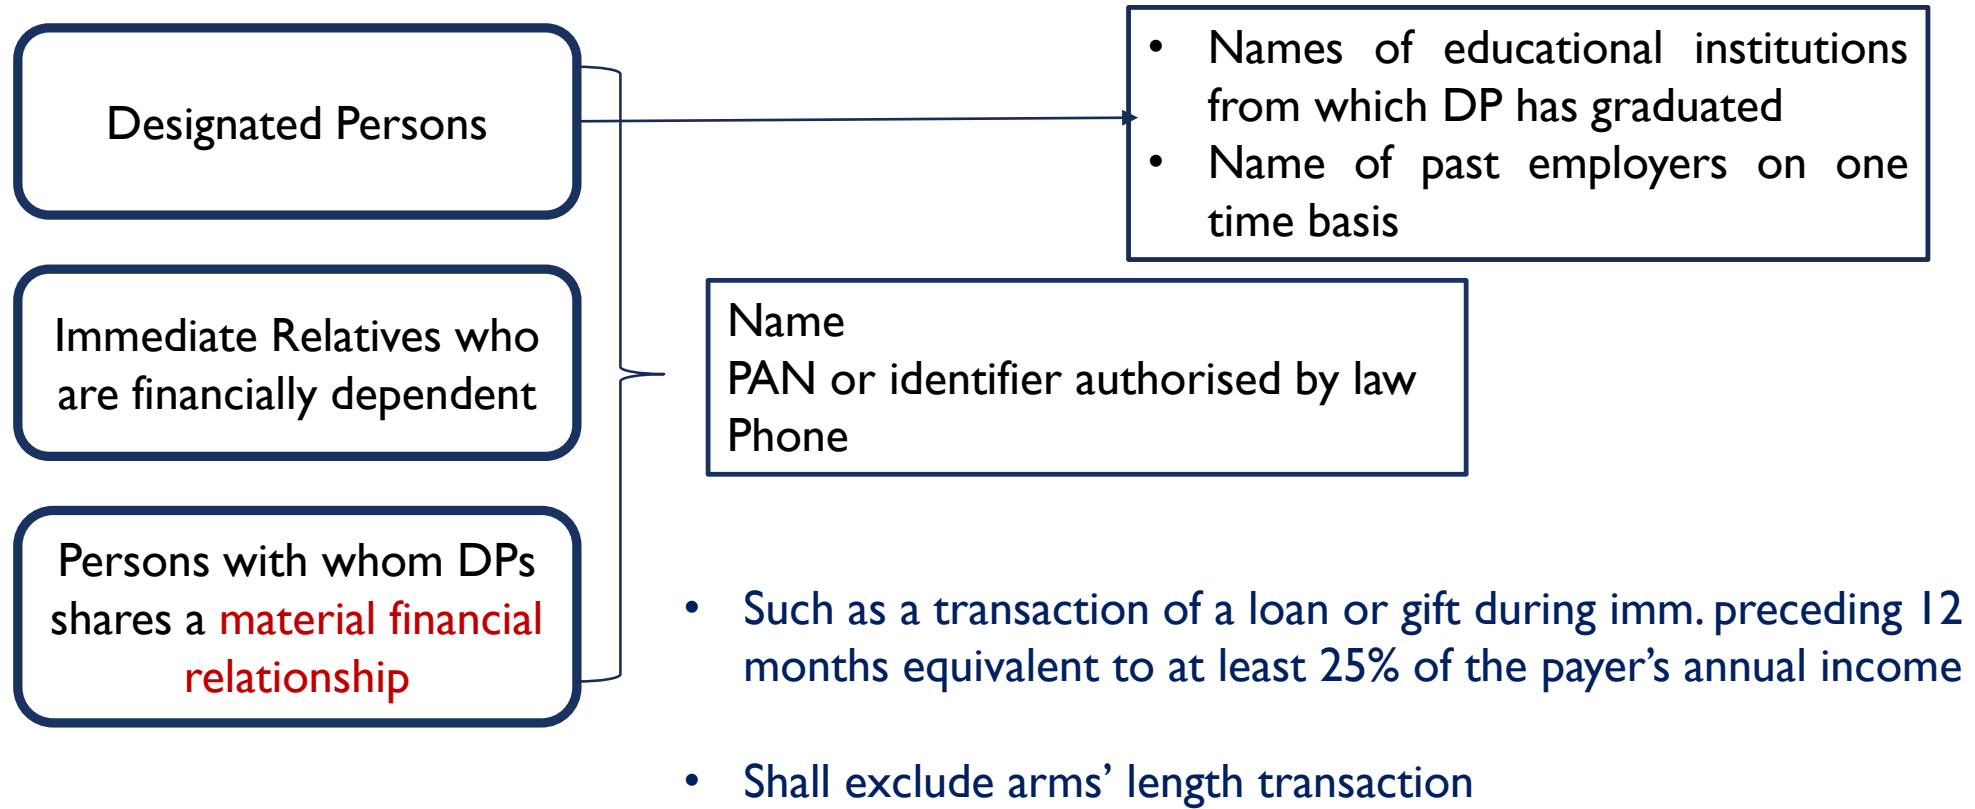 Designated Persons
• Names of educational institutions
from which DP has graduated
• Name of past employers on one
time basis
Immediate Relatives who
are financially dependent
Name
PAN or identifier authorised by law
Phone
Persons with whom DPs
shares a material financial
relationship
• Such as a transaction of a loan or gift during imm. preceding 12
months equivalent to at least 25% of the payer’s annual income
• Shall exclude arms’ length transaction